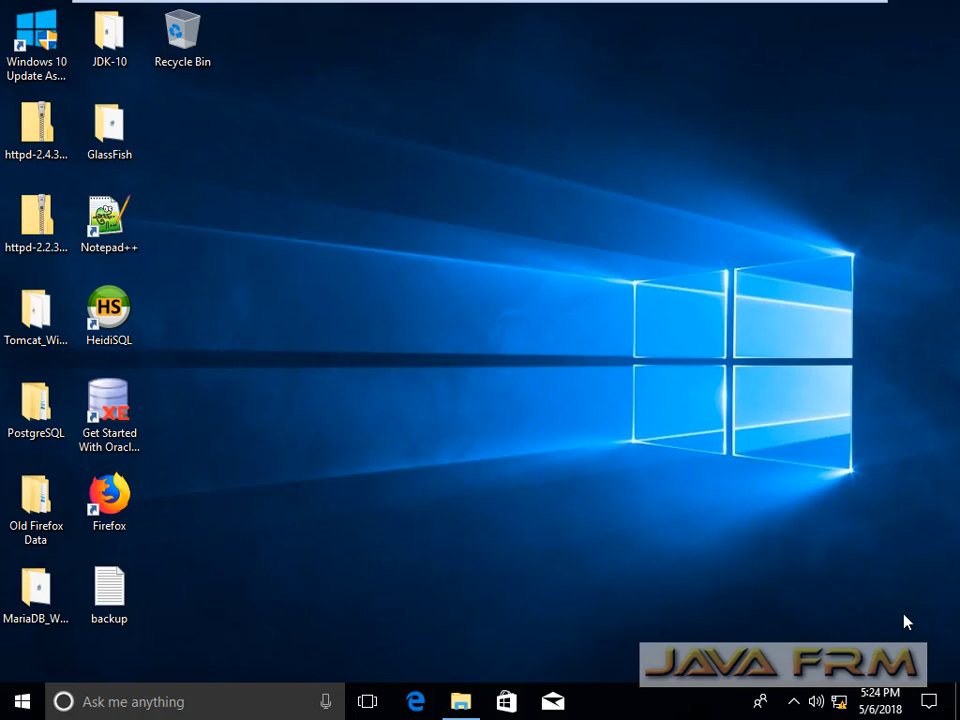 Windows 10
Update As...
JDK-10
Recycle Bin
httpd-2.4.3...
GlassFish
httpd-2.2.3...
Notepad++
Tomcat_Wi...
HS
HeidiSQL
PostgreSQL
XE
Get Started
With Oracl...
Old Firefox
Data
Firefox
MariaDB_W...
backup
JAVA FRM
Ask me anything
5:24 PM
5/6/2018